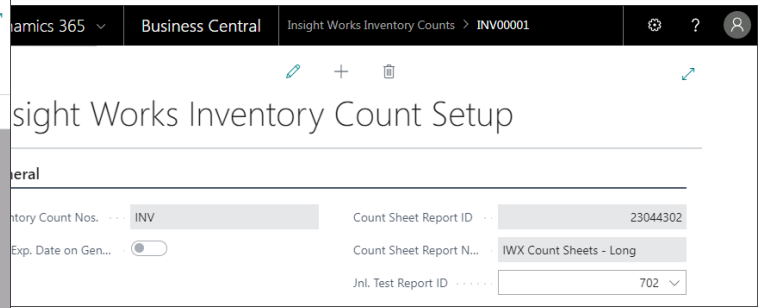 namics 365 Business Central Insight Works Inventory Counts > INV00001 ?
sight Works Inventory Count Setup
neral
ntory Count Nos. INV Count Sheet Report ID 23044302
Exp. Date on Gen... Count Sheet Report N... IWX Count Sheets - Long
Jnl. Test Report ID 702